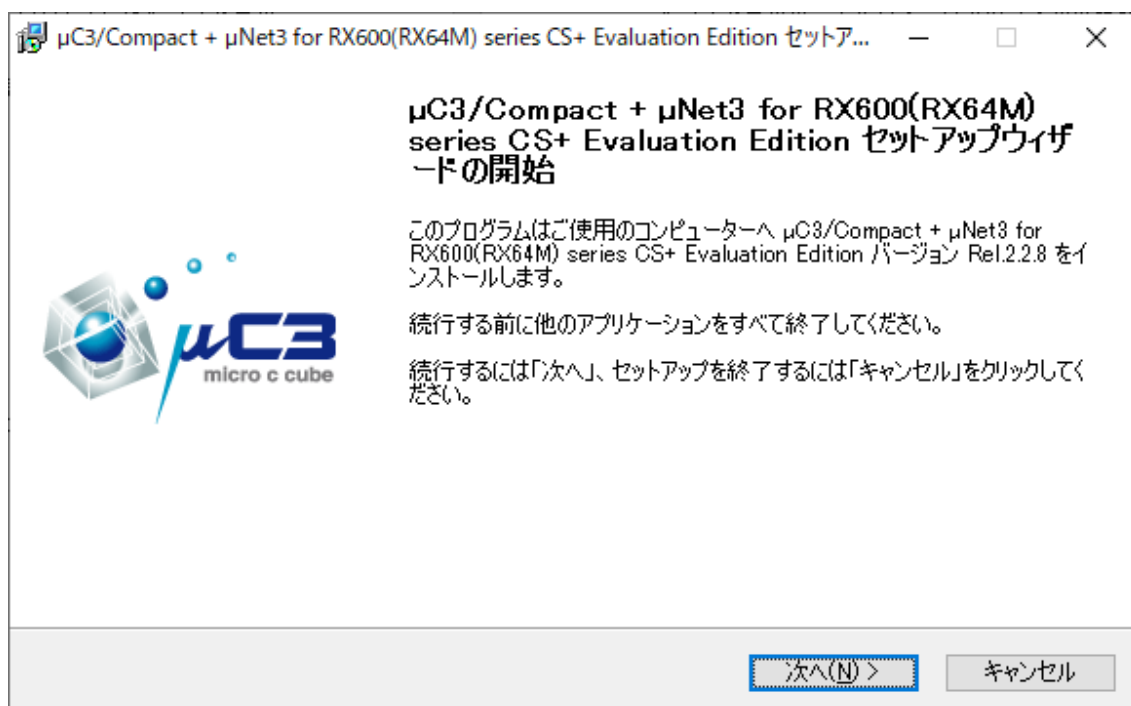 µC3/Compact + µNet3 for RX600(RX64M) series CS+ Evaluation Edition セットア...
µC3/Compact + µNet3 for RX600(RX64M)
series CS+ Evaluation Edition セットアップウィザ
ードの開始
このプログラムはご使用のコンピューターへ µC3/Compact + µNet3 for
RX600(RX64M) series CS+ Evaluation Edition バージョン Rel.2.2.8 をイ
ンストールします。
続行する前に他のアプリケーションをすべて終了してください。
続行するには「次へ」、セットアップを終了するには「キャンセル」をクリックしてく
ださい。
µC3
micro c cube
次へ(N) >
キャンセル